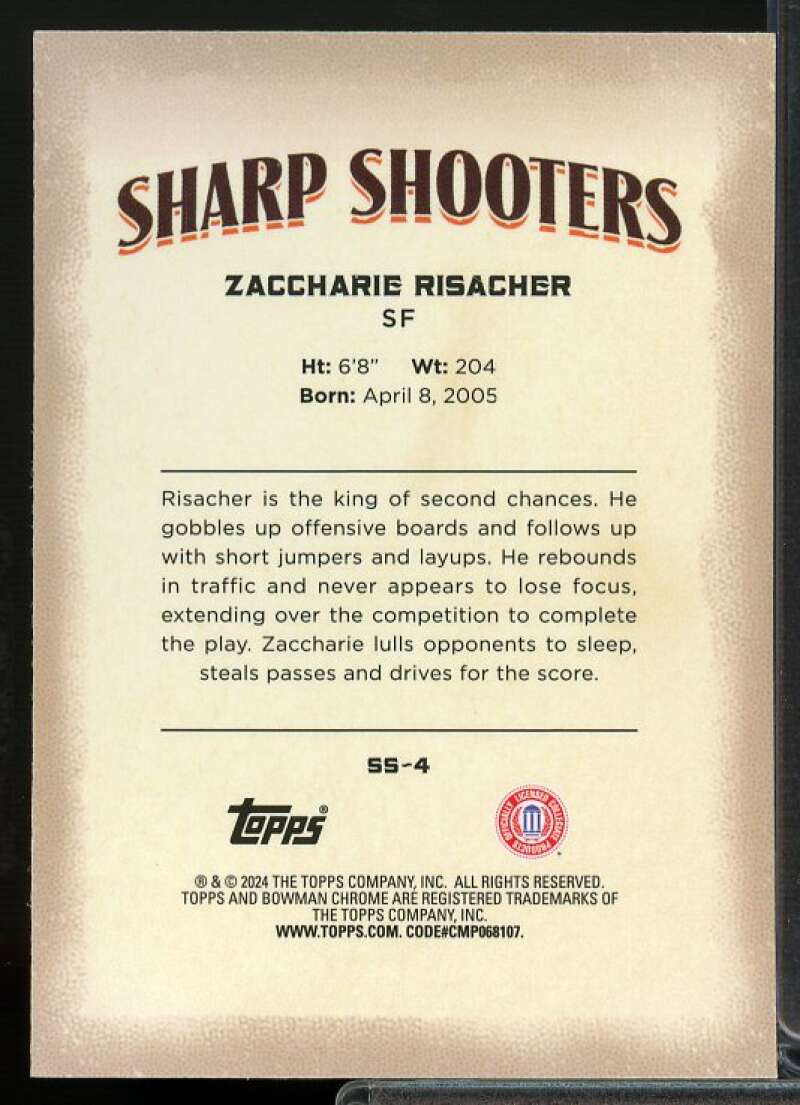 SHARP SHOOTERS
ZACCHARIE RISACHER
SF
Ht: 6'8" Wt: 204
Born: April 8, 2005
Risacher is the king of second chances. He
gobbles up offensive boards and follows up
with short jumpers and layups. He rebounds
in traffic and never appears to lose focus,
extending over the competition to complete
the play. Zaccharie lulls opponents to sleep,
steals passes and drives for the score.
SS-4
topps®
OFFICIALLY LICENSED COLLEGIATE PRODUCTS
® & © 2024 THE TOPPS COMPANY, INC. ALL RIGHTS RESERVED.
TOPPS AND BOWMAN CHROME ARE REGISTERED TRADEMARKS OF
THE TOPPS COMPANY, INC.
WWW.TOPPS.COM. CODE#CMP068107.